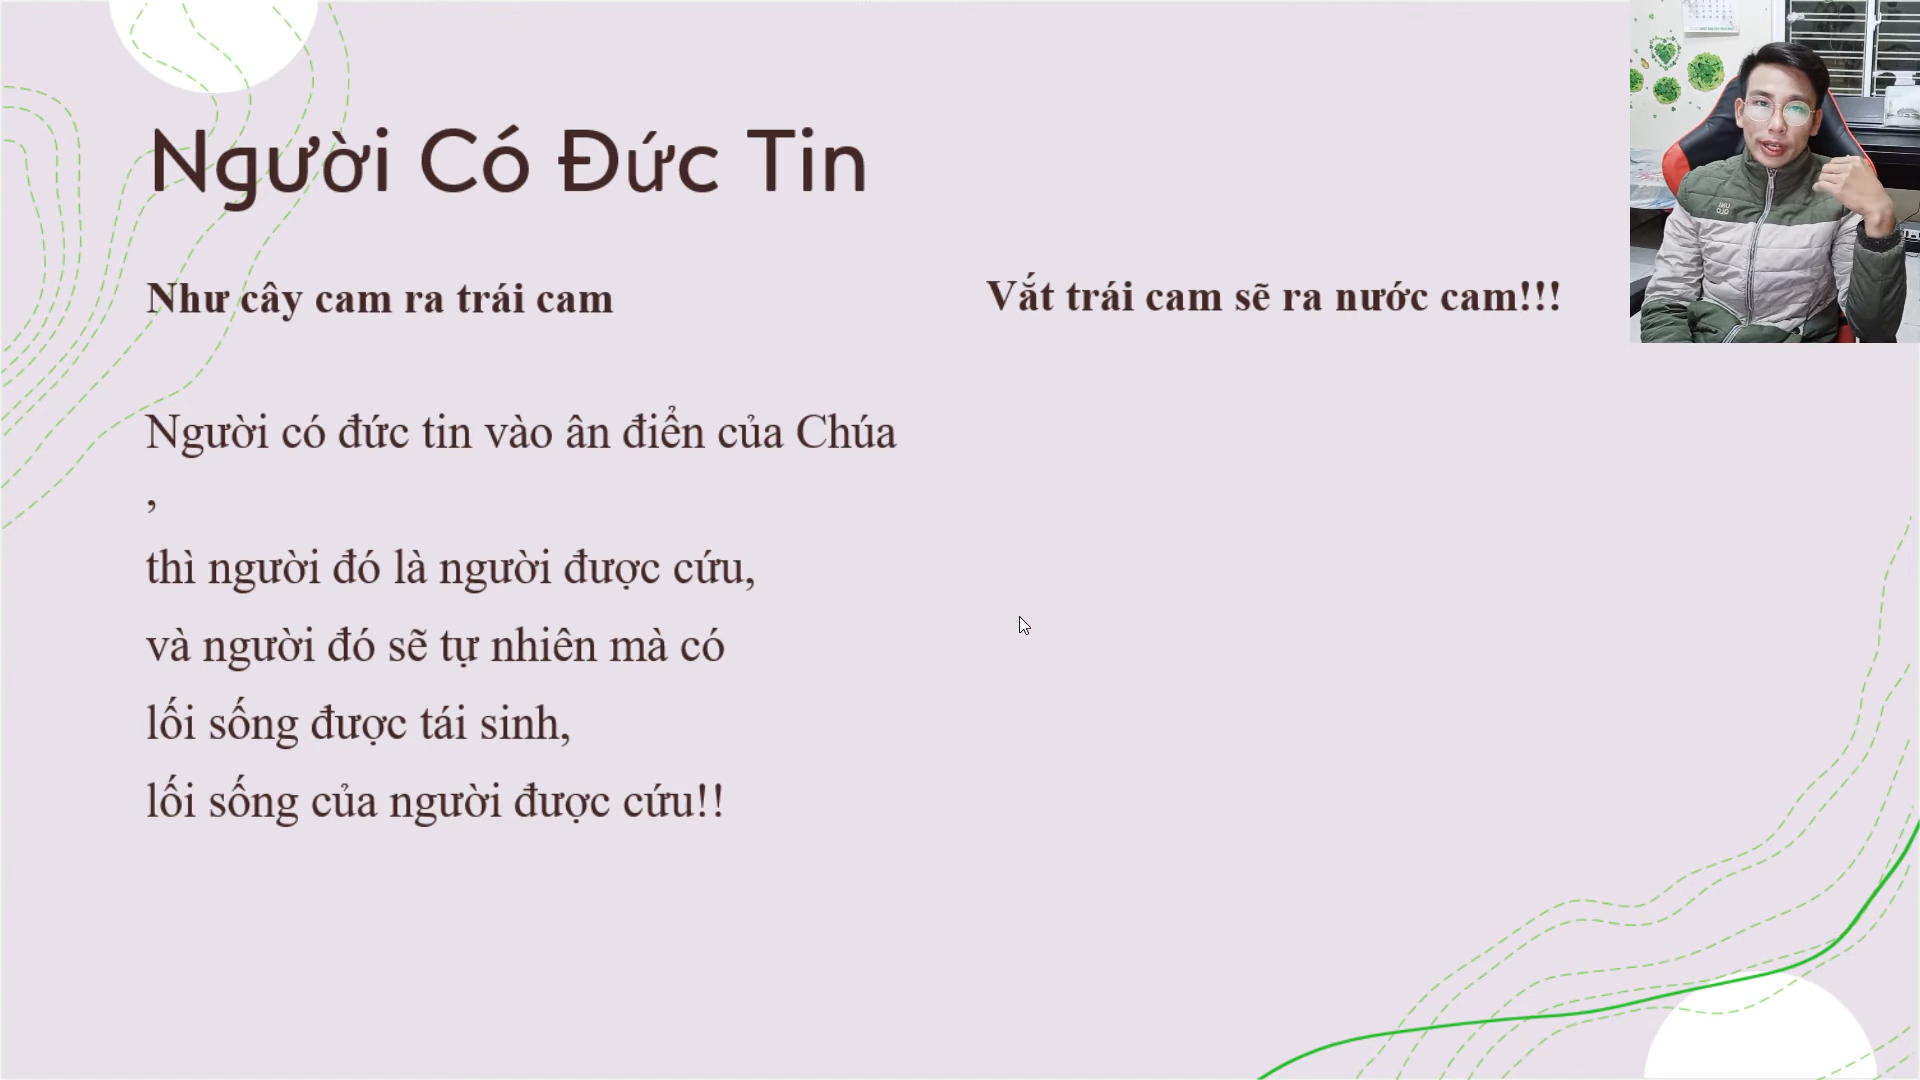 Người Có Đức Tin
Như cây cam ra trái cam
Vắt trái cam sẽ ra nước cam!!!
Người có đức tin vào ân điển của Chúa
,
thì người đó là người được cứu,
và người đó sẽ tự nhiên mà có
lối sống được tái sinh,
lối sống của người được cứu!!